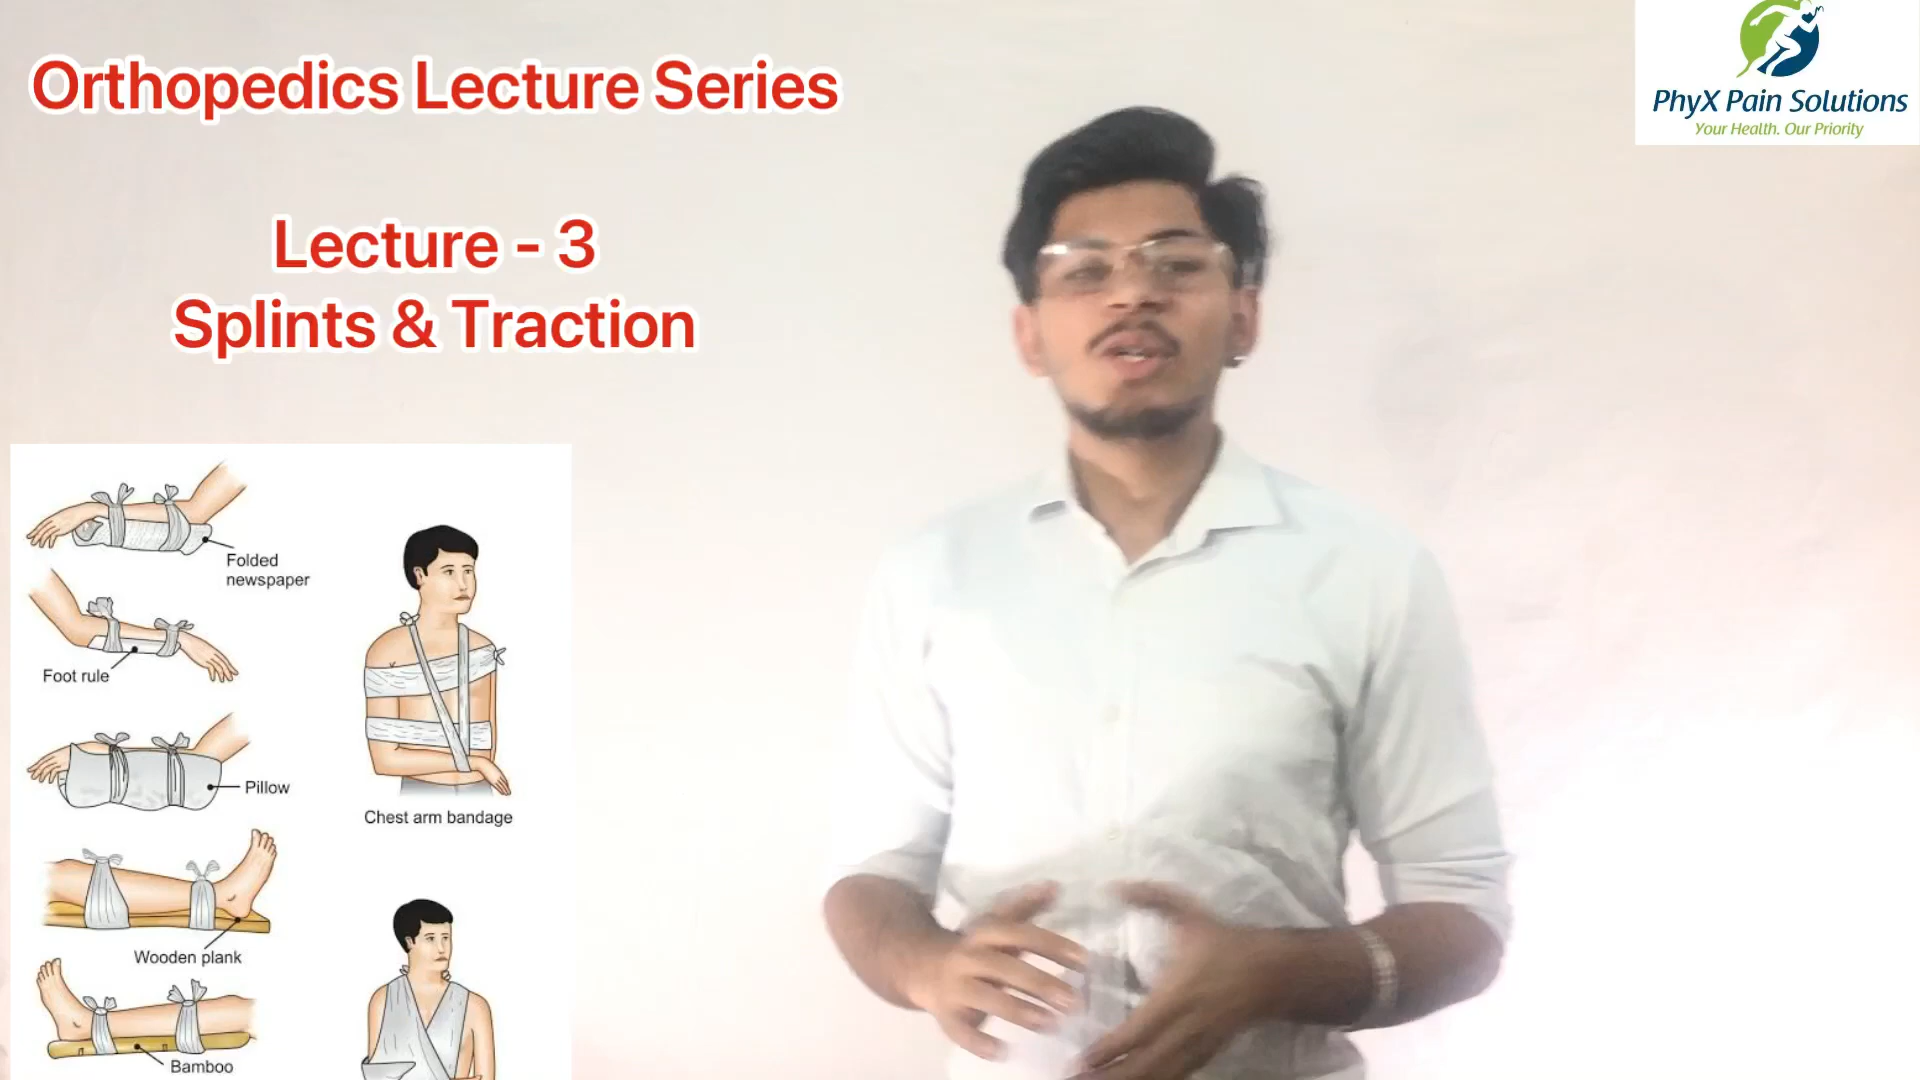 Orthopedics Lecture Series
Lecture - 3
Splints & Traction
PhyX Pain Solutions
Your Health. Our Priority
Folded
newspaper
Foot rule
Pillow
Chest arm bandage
Wooden plank
Bamboo